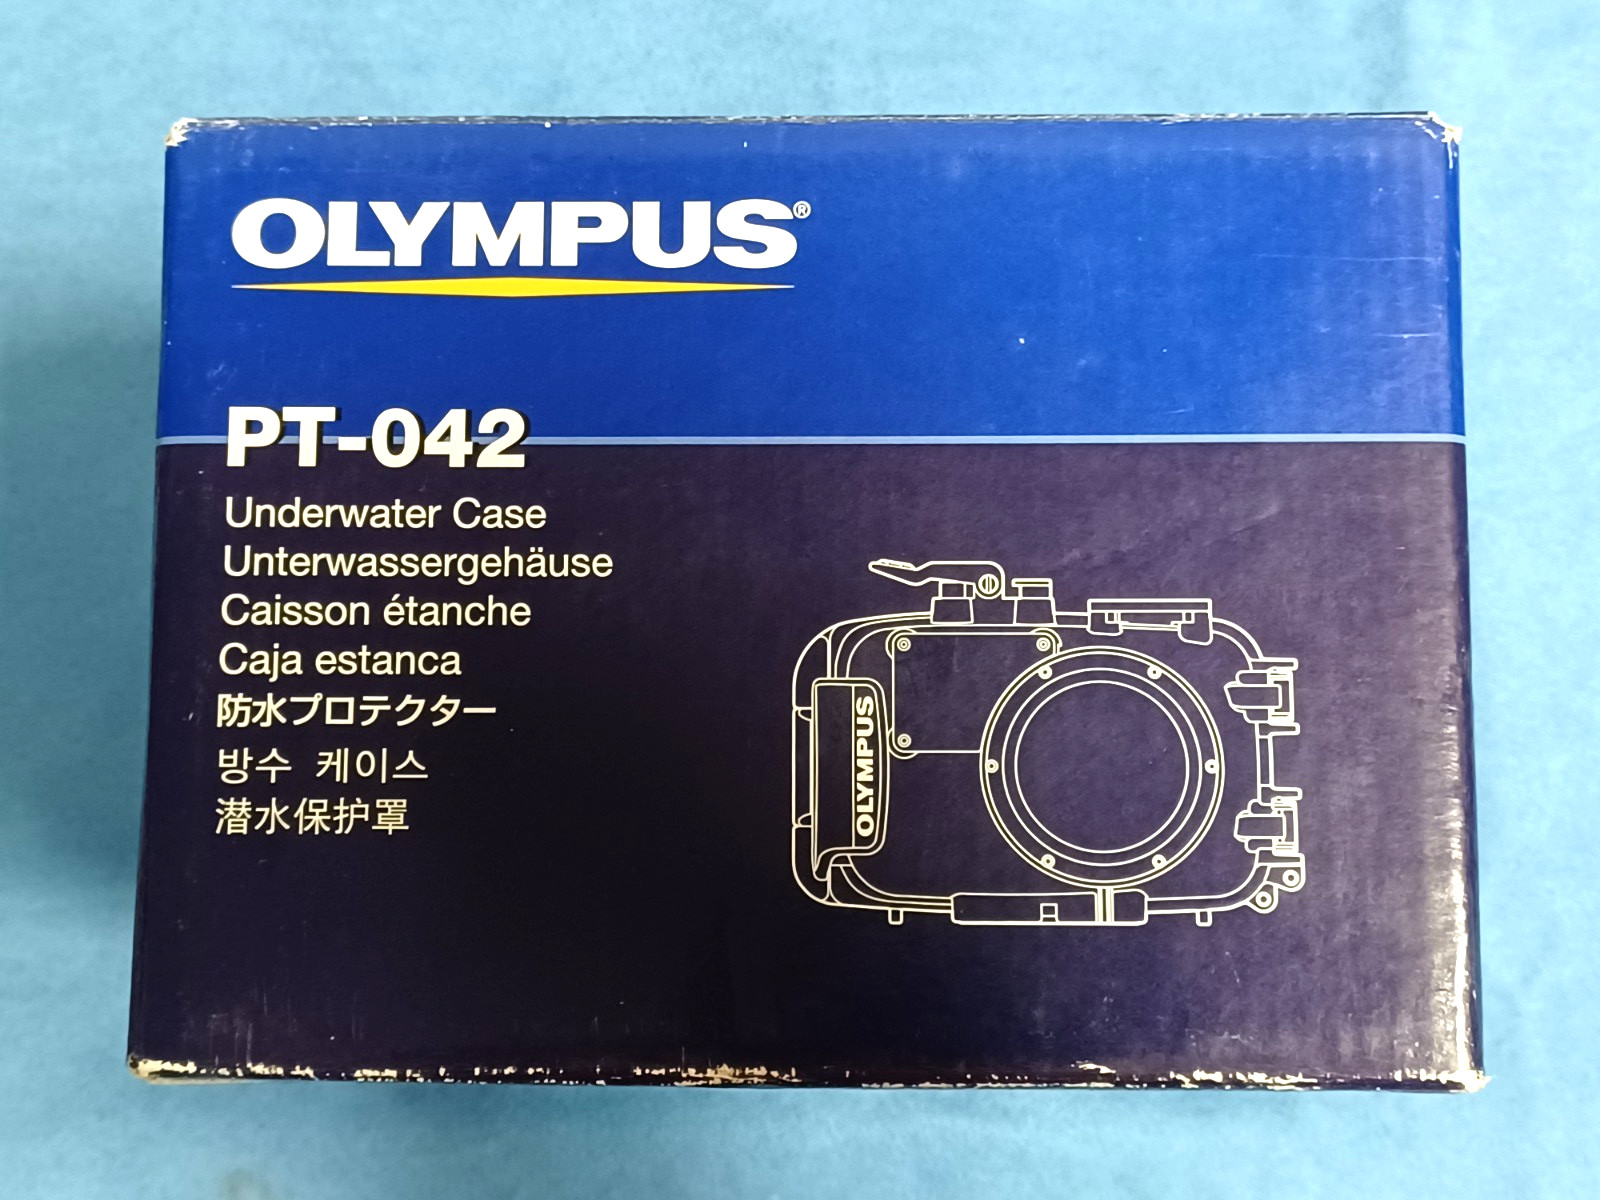 OLYMPUS®
PT-042
Underwater Case
Unterwassergehäuse
Caisson étanche
Caja estanca
防水プロテクター
방수 케이스
潜水保护罩
OLYMPUS